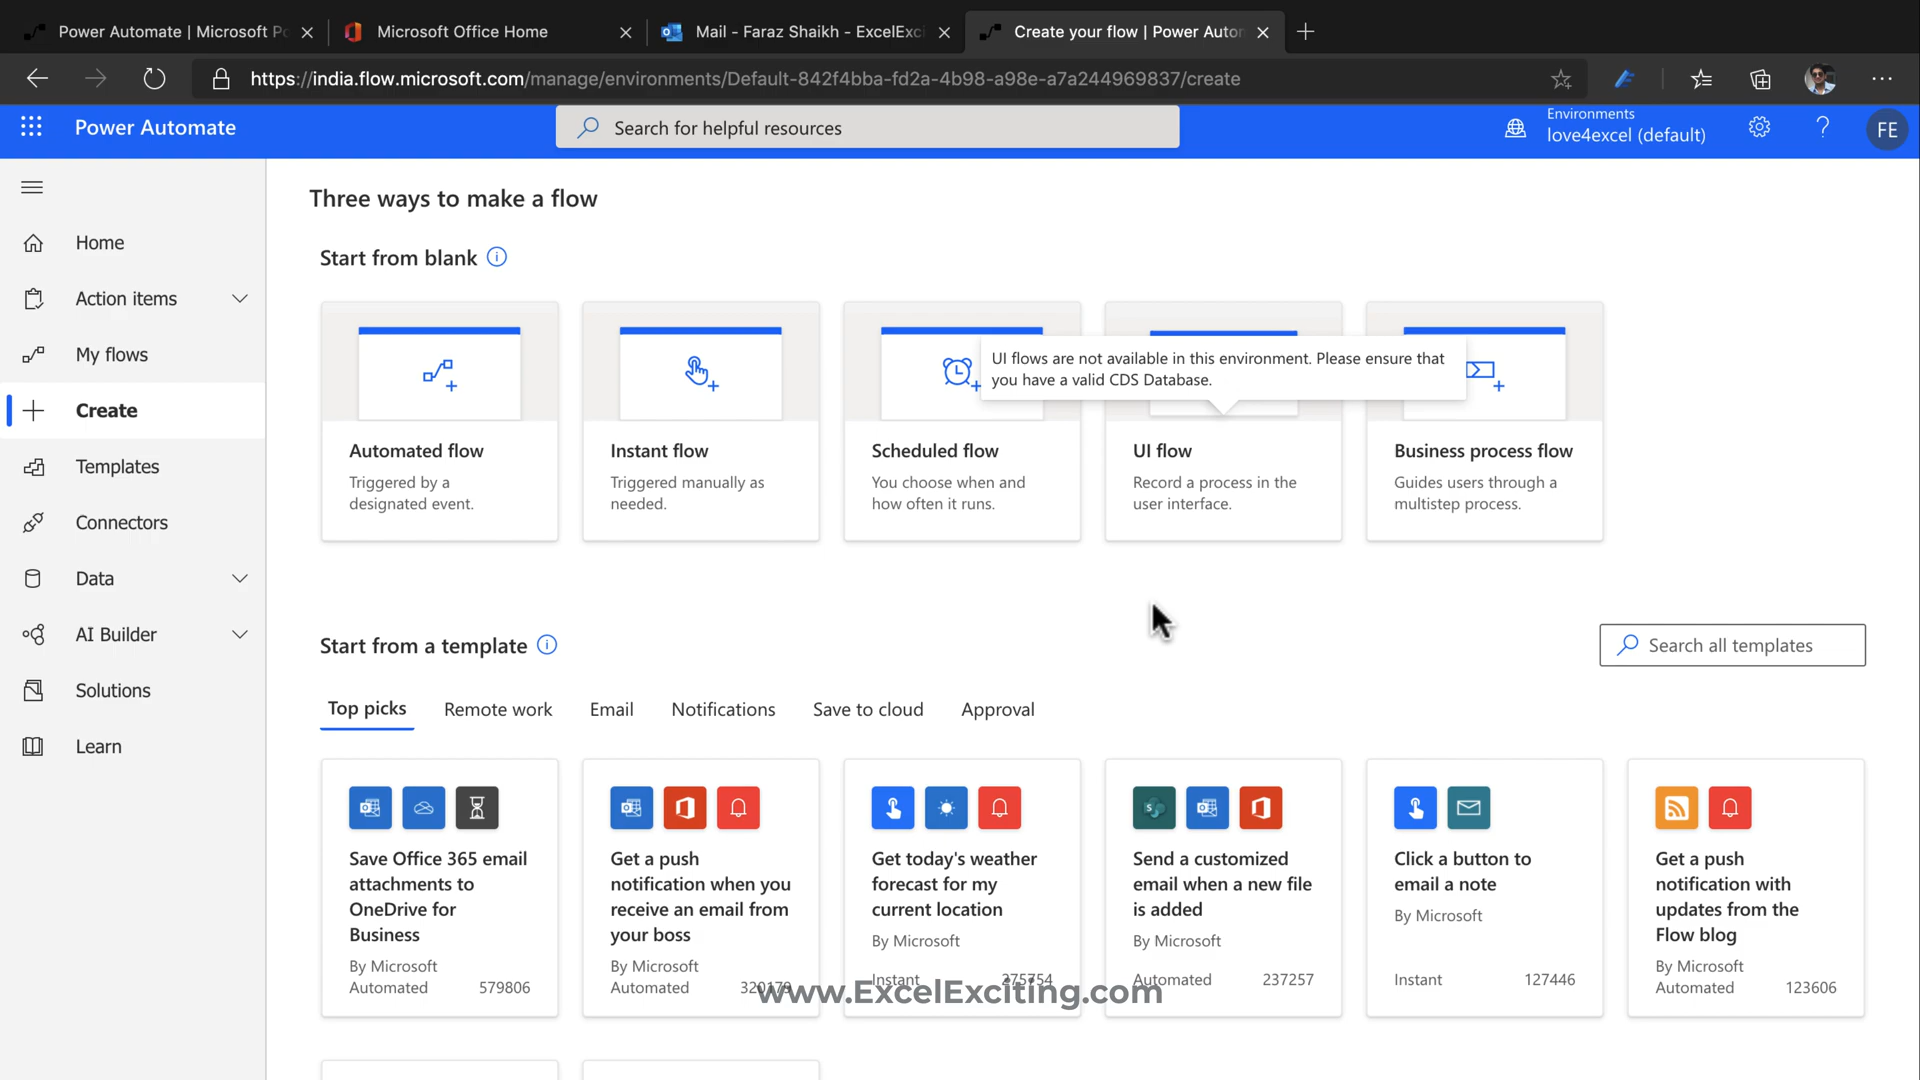 Power Automate | Microsoft Po
Microsoft Office Home
Mail - Faraz Shaikh - ExcelExci
Create your flow | Power Autom
https://india.flow.microsoft.com/manage/environments/Default-842f4bba-fd2a-4b98-a98e-a7a244969837/create
Power Automate
Search for helpful resources
Environments
love4excel (default)
FE
Home
Action items
My flows
Create
Templates
Connectors
Data
AI Builder
Solutions
Learn
Three ways to make a flow
Start from blank
UI flows are not available in this environment. Please ensure that
you have a valid CDS Database.
Automated flow
Triggered by a
designated event.
Instant flow
Triggered manually as
needed.
Scheduled flow
You choose when and
how often it runs.
UI flow
Record a process in the
user interface.
Business process flow
Guides users through a
multistep process.
Start from a template
Search all templates
Top picks
Remote work
Email
Notifications
Save to cloud
Approval
Save Office 365 email
attachments to
OneDrive for
Business
By Microsoft
Automated 579806
Get a push
notification when you
receive an email from
your boss
By Microsoft
Automated 320179
Get today's weather
forecast for my
current location
By Microsoft
Instant 275754
Send a customized
email when a new file
is added
By Microsoft
Automated 237257
Click a button to
email a note
By Microsoft
Instant 127446
Get a push
notification with
updates from the
Flow blog
By Microsoft
Automated 123606
www.ExcelExciting.com